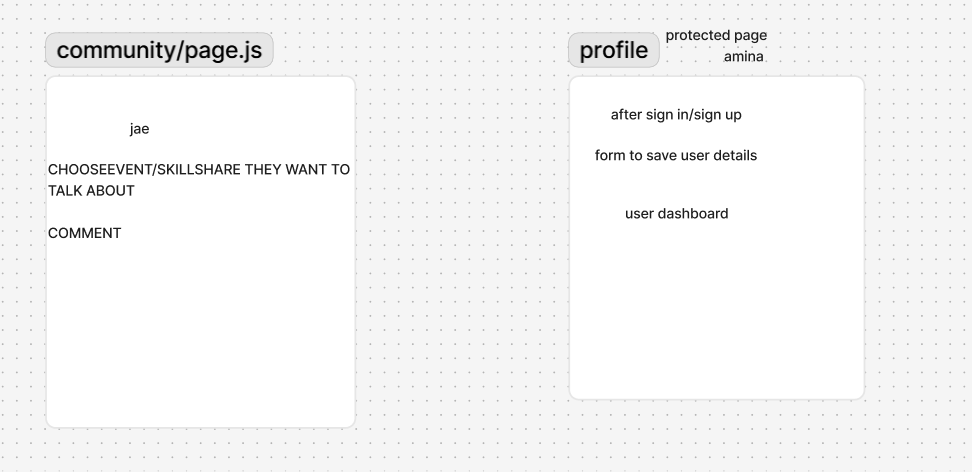 community/page.js
jae
CHOOSEEVENT/SKILLSHARE THEY WANT TO
TALK ABOUT
COMMENT
profile
protected page
amina
after sign in/sign up
form to save user details
user dashboard